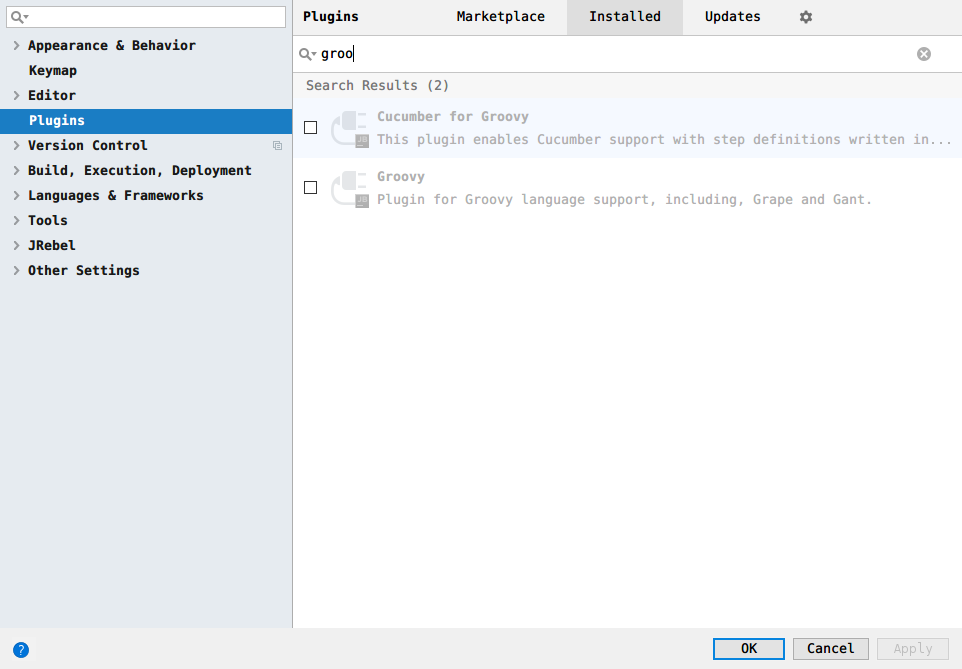 Plugins
Marketplace
Installed
Updates
Appearance & Behavior
Keymap
Editor
Plugins
Version Control
Build, Execution, Deployment
Languages & Frameworks
Tools
JRebel
Other Settings
groo
Search Results (2)
Cucumber for Groovy
This plugin enables Cucumber support with step definitions written in...
JB
Groovy
Plugin for Groovy language support, including, Grape and Gant.
JB
?
OK
Cancel
Apply